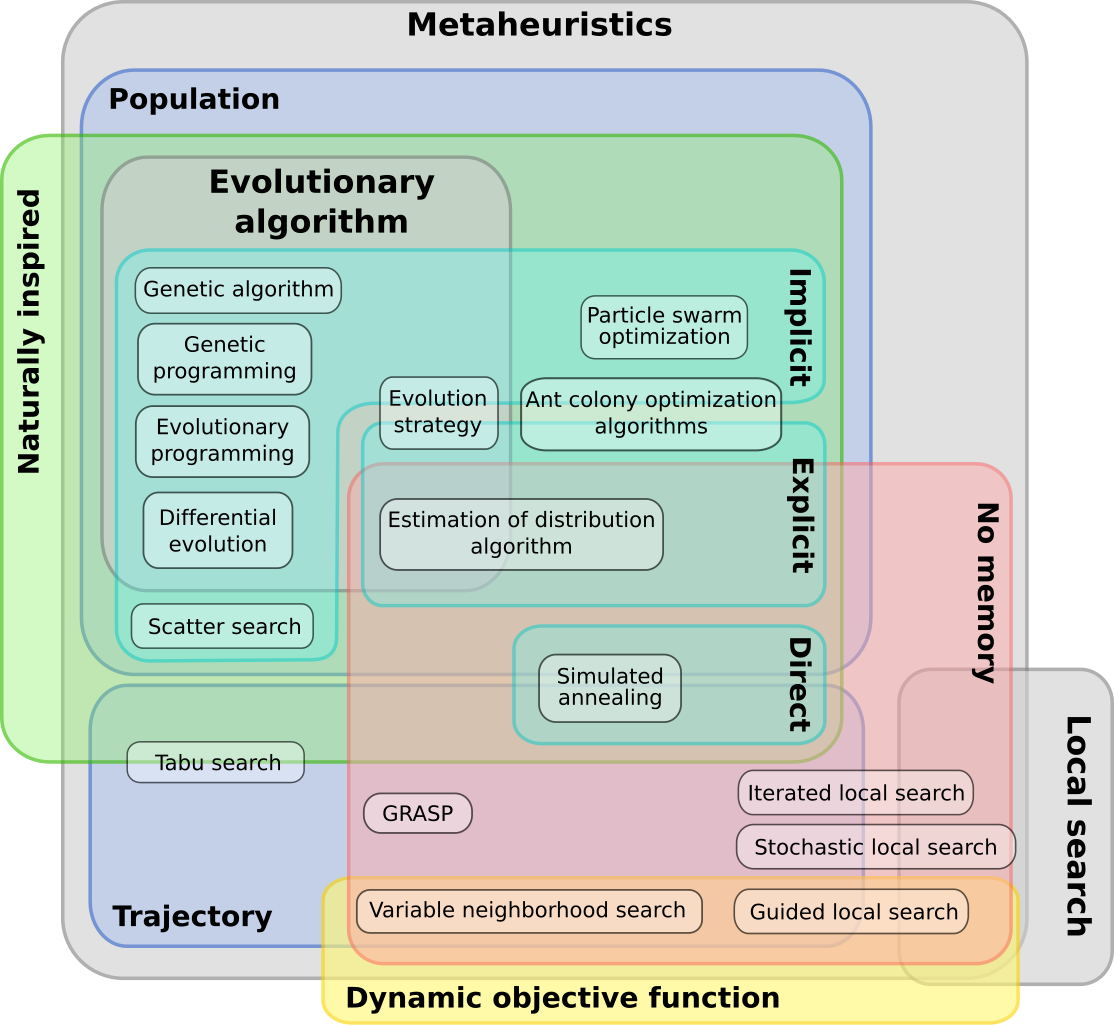 Metaheuristics
Population
Naturally inspired
Evolutionary
algorithm
Implicit
Genetic algorithm
Particle swarm
optimization
Genetic
programming
Evolution
strategy
Ant colony optimization
algorithms
Evolutionary
programming
Explicit
Differential
evolution
Estimation of distribution
algorithm
No memory
Scatter search
Direct
Simulated
annealing
Tabu search
Local search
GRASP
Iterated local search
Stochastic local search
Trajectory
Variable neighborhood search
Guided local search
Dynamic objective function